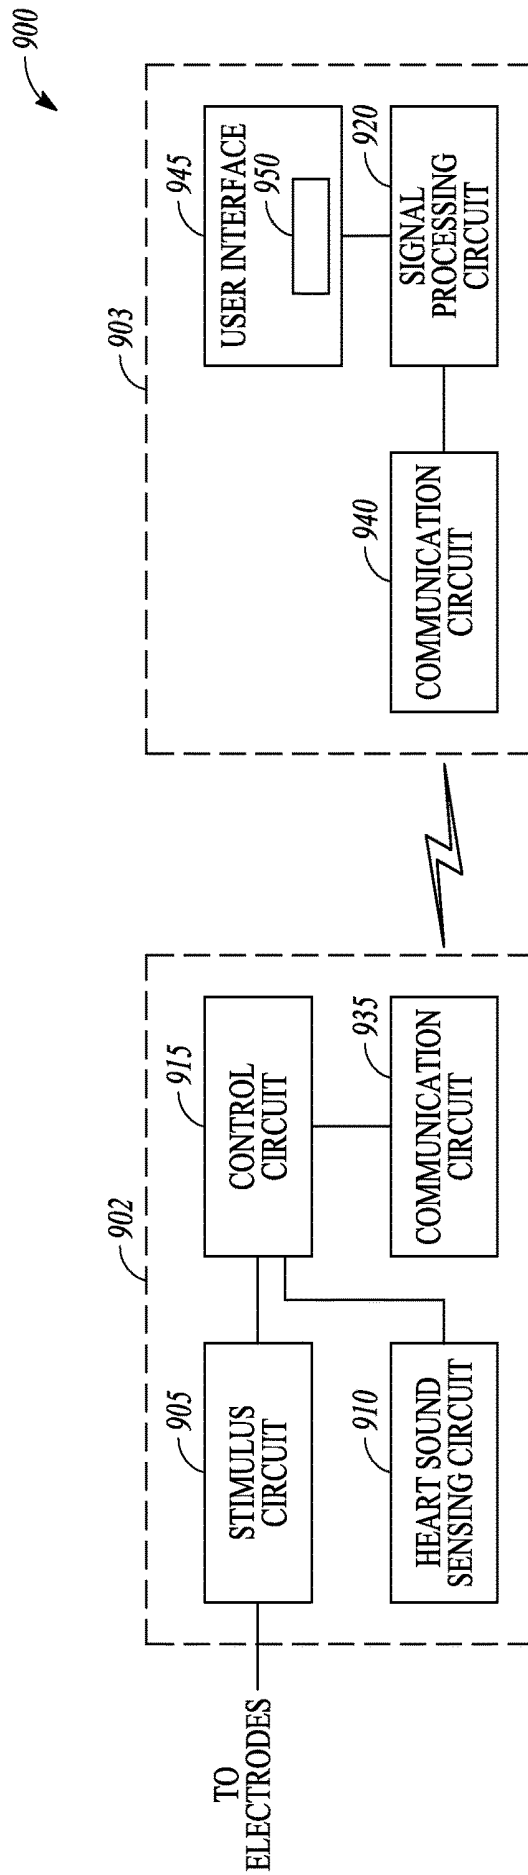 900
902
905
STIMULUS
CIRCUIT
915
CONTROL
CIRCUIT
TO
ELECTRODES
910
HEART SOUND
SENSING CIRCUIT
935
COMMUNICATION
CIRCUIT
903
945
USER INTERFACE
950
940
COMMUNICATION
CIRCUIT
920
SIGNAL
PROCESSING
CIRCUIT